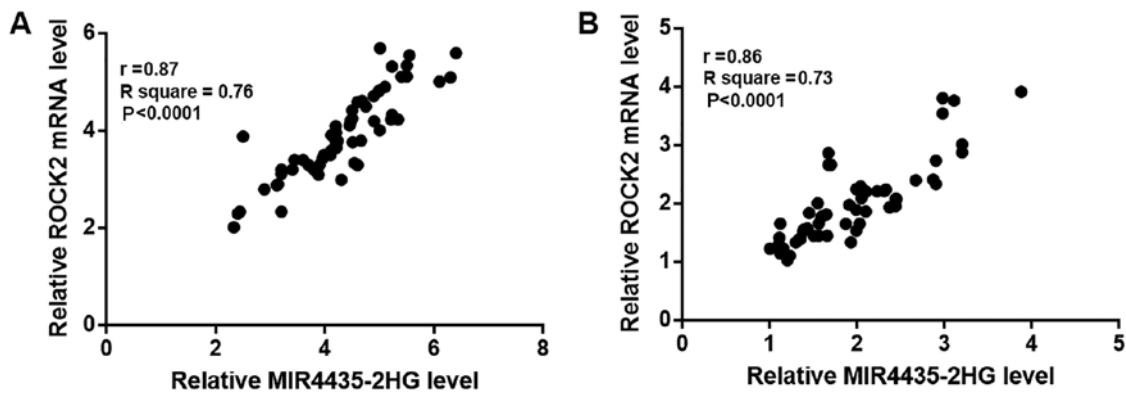 A
Relative ROCK2 mRNA level
6
4
2
0
r =0.87
R square = 0.76
P<0.0001
0
2
4
6
8
Relative MIR4435-2HG level
B
Relative ROCK2 mRNA level
5
4
3
2
1
0
r =0.86
R square =0.73
P<0.0001
0
1
2
3
4
5
Relative MIR4435-2HG level